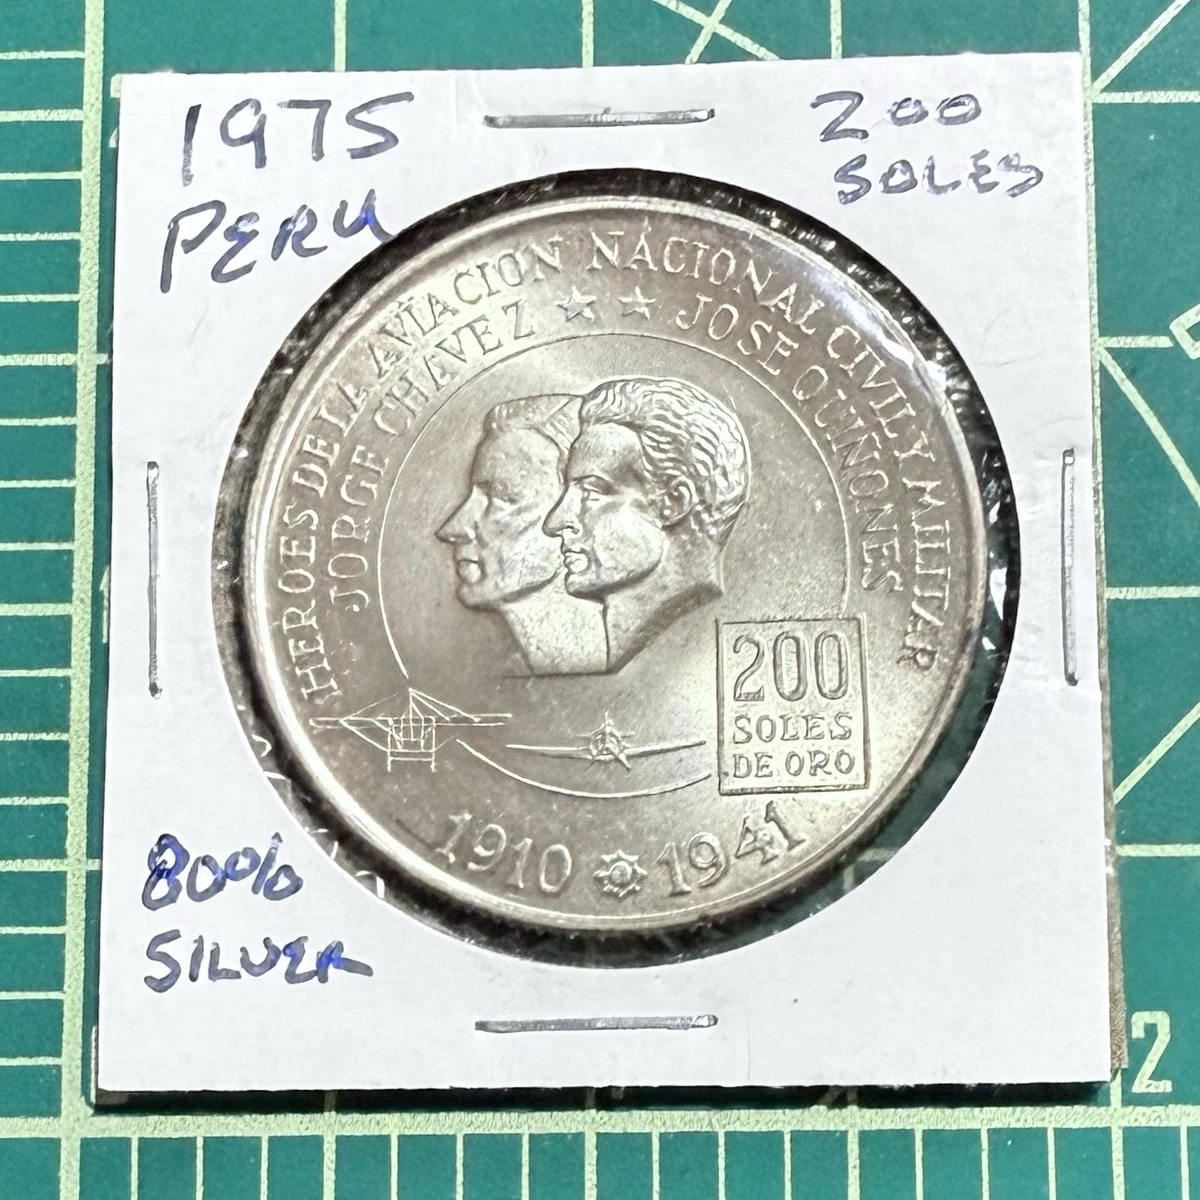 1975
PERU
200
SOLES
HEROES DE LA AVIACION NACIONAL CIVIL Y MILITAR
JORGE CHAVEZ ★ ★ JOSE QUIÑONES
200
SOLES
DE ORO
1910 1941
80%
SILVER
2